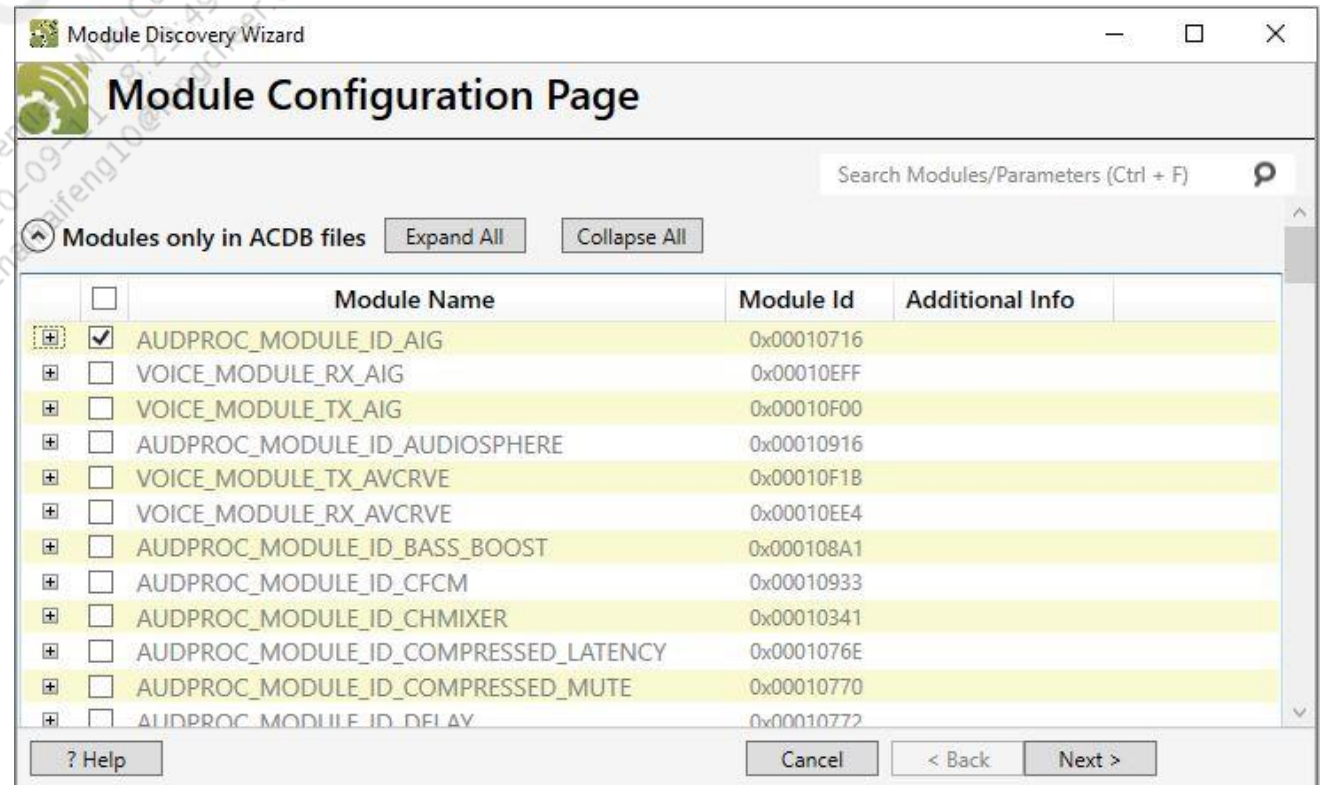 Module Discovery Wizard
Module Configuration Page
Search Modules/Parameters (Ctrl + F)
Modules only in ACDB files Expand All Collapse All
Module Name Module Id Additional Info
AUDPROC_MODULE_ID_AIG 0x00010716
VOICE_MODULE_RX_AIG 0x00010EFF
VOICE_MODULE_TX_AIG 0x00010F00
AUDPROC_MODULE_ID_AUDIOSPHERE 0x00010916
VOICE_MODULE_TX_AVCRVE 0x00010F1B
VOICE_MODULE_RX_AVCRVE 0x00010EE4
AUDPROC_MODULE_ID_BASS_BOOST 0x000108A1
AUDPROC_MODULE_ID_CFCM 0x00010933
AUDPROC_MODULE_ID_CHMIXER 0x00010341
AUDPROC_MODULE_ID_COMPRESSED_LATENCY 0x0001076E
AUDPROC_MODULE_ID_COMPRESSED_MUTE 0x00010770
AUDPROC_MODULE_ID_DELAY 0x00010772
? Help Cancel < Back Next >